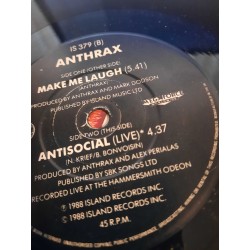 IS 379 (B)
ANTHRAX
SIDE ONE (OTHER SIDE)
MAKE ME LAUGH (5.41)
(ANTHRAX)
PRODUCED BY ANTHRAX AND MARK DODSON
PUBLISHED BY ISLAND MUSIC LTD
SIDE TWO (THIS SIDE)
ANTISOCIAL (LIVE)* 4.37
(N. KRIEF/B. BONVOISIN)
PRODUCED BY ANTHRAX AND ALEX PERIALAS
PUBLISHED BY SBK SONGS LTD
RECORDED LIVE AT THE HAMMERSMITH ODEON
℗ 1988 ISLAND RECORDS INC.
© 1988 ISLAND RECORDS INC.
45 R.P.M.
COPYING, PUBLIC PERFORMANCE